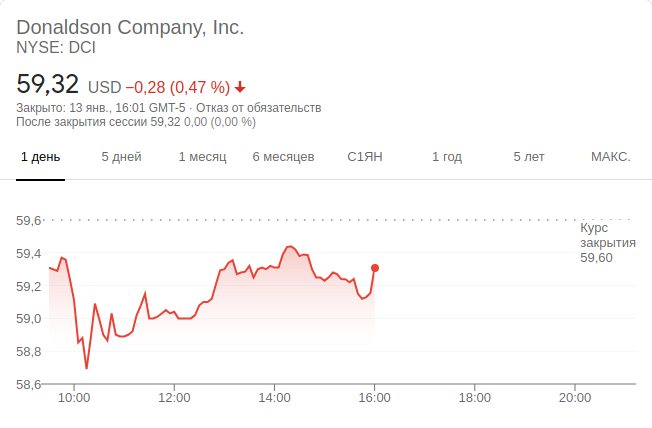 Donaldson Company, Inc.
NYSE: DCI
59,32 USD −0,28 (0,47 %)
Закрыто: 13 янв., 16:01 GMT-5 · Отказ от обязательств
После закрытия сессии 59,32 0,00 (0,00 %)
1 день 5 дней 1 месяц 6 месяцев С1ЯН 1 год 5 лет МАКС.
59,6
Курс
закрытия
59,60
59,4
59,2
59,0
58,8
58,6
10:00 12:00 14:00 16:00 18:00 20:00